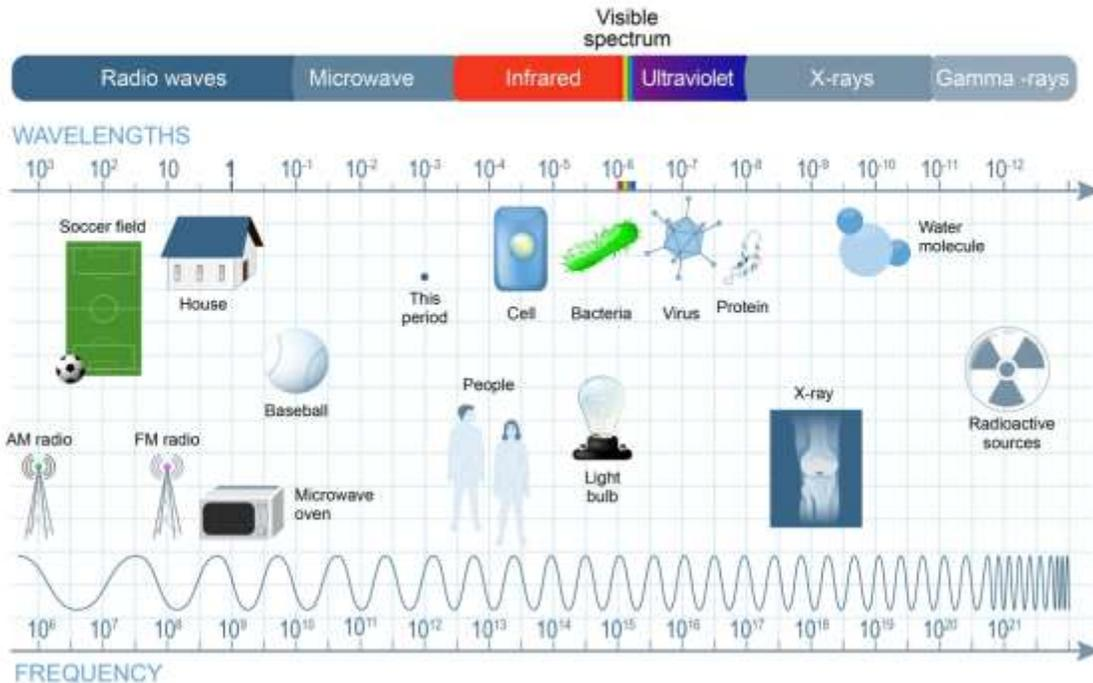 Visible
spectrum
Radio waves Microwave Infrared Ultraviolet X-rays Gamma -rays
WAVELENGTHS
10³ 10² 10 1 10⁻¹ 10⁻² 10⁻³ 10⁻⁴ 10⁻⁵ 10⁻⁶ 10⁻⁷ 10⁻⁸ 10⁻⁹ 10⁻¹⁰ 10⁻¹¹ 10⁻¹²
Soccer field
House
Baseball
This
period
Cell
Bacteria
Virus
Protein
Water
molecule
AM radio
FM radio
Microwave
oven
People
Light
bulb
X-ray
Radioactive
sources
10⁶ 10⁷ 10⁸ 10⁹ 10¹⁰ 10¹¹ 10¹² 10¹³ 10¹⁴ 10¹⁵ 10¹⁶ 10¹⁷ 10¹⁸ 10¹⁹ 10²⁰ 10²¹
FREQUENCY